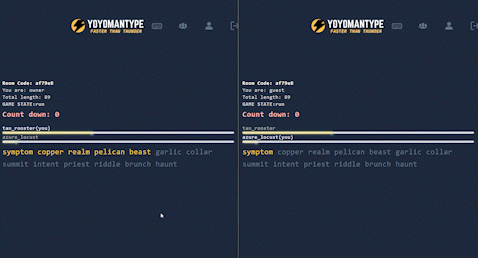 YOYOMANTYPE
FASTER THAN THUNDER
Room Code: af79e8
You are: owner
Total length: 89
GAME STATE:run
Count down: 0
tan_rooster(you)
azure_locust
symptom copper realm pelican beast garlic collar
summit intent priest riddle brunch haunt
YOYOMANTYPE
FASTER THAN THUNDER
Room Code: af79e8
You are: guest
Total length: 89
GAME STATE:run
Count down: 0
tan_rooster
azure_locust(you)
symptom copper realm pelican beast garlic collar
summit intent priest riddle brunch haunt